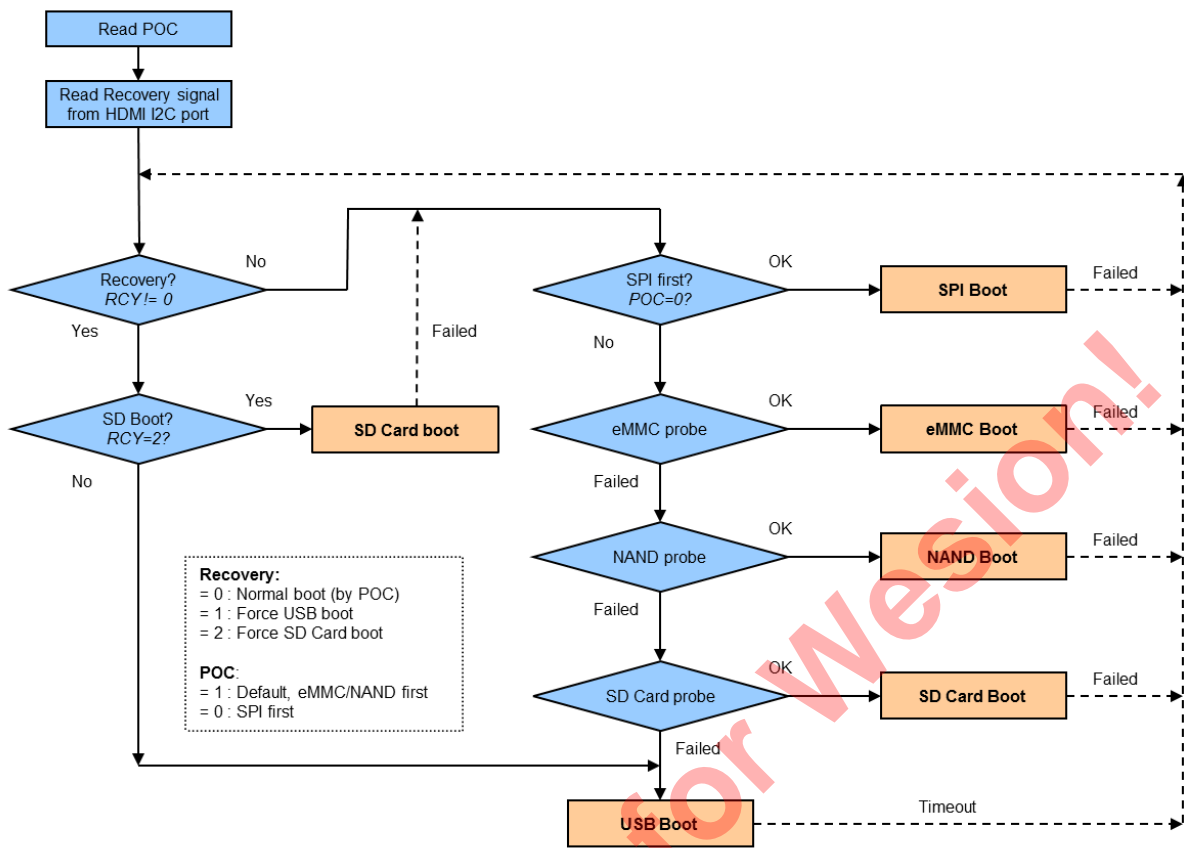 Read POC
Read Recovery signal
from HDMI I2C port
Recovery?
RCY != 0
No
Yes
SD Boot?
RCY=2?
Yes
No
SD Card boot
Failed
SPI first?
POC=0?
OK
No
SPI Boot
Failed
eMMC probe
OK
Failed
eMMC Boot
Failed
NAND probe
OK
Failed
NAND Boot
Failed
SD Card probe
OK
Failed
SD Card Boot
Failed
USB Boot
Timeout
Recovery:
= 0 : Normal boot (by POC)
= 1 : Force USB boot
= 2 : Force SD Card boot
POC:
= 1 : Default, eMMC/NAND first
= 0 : SPI first
for Wesion!